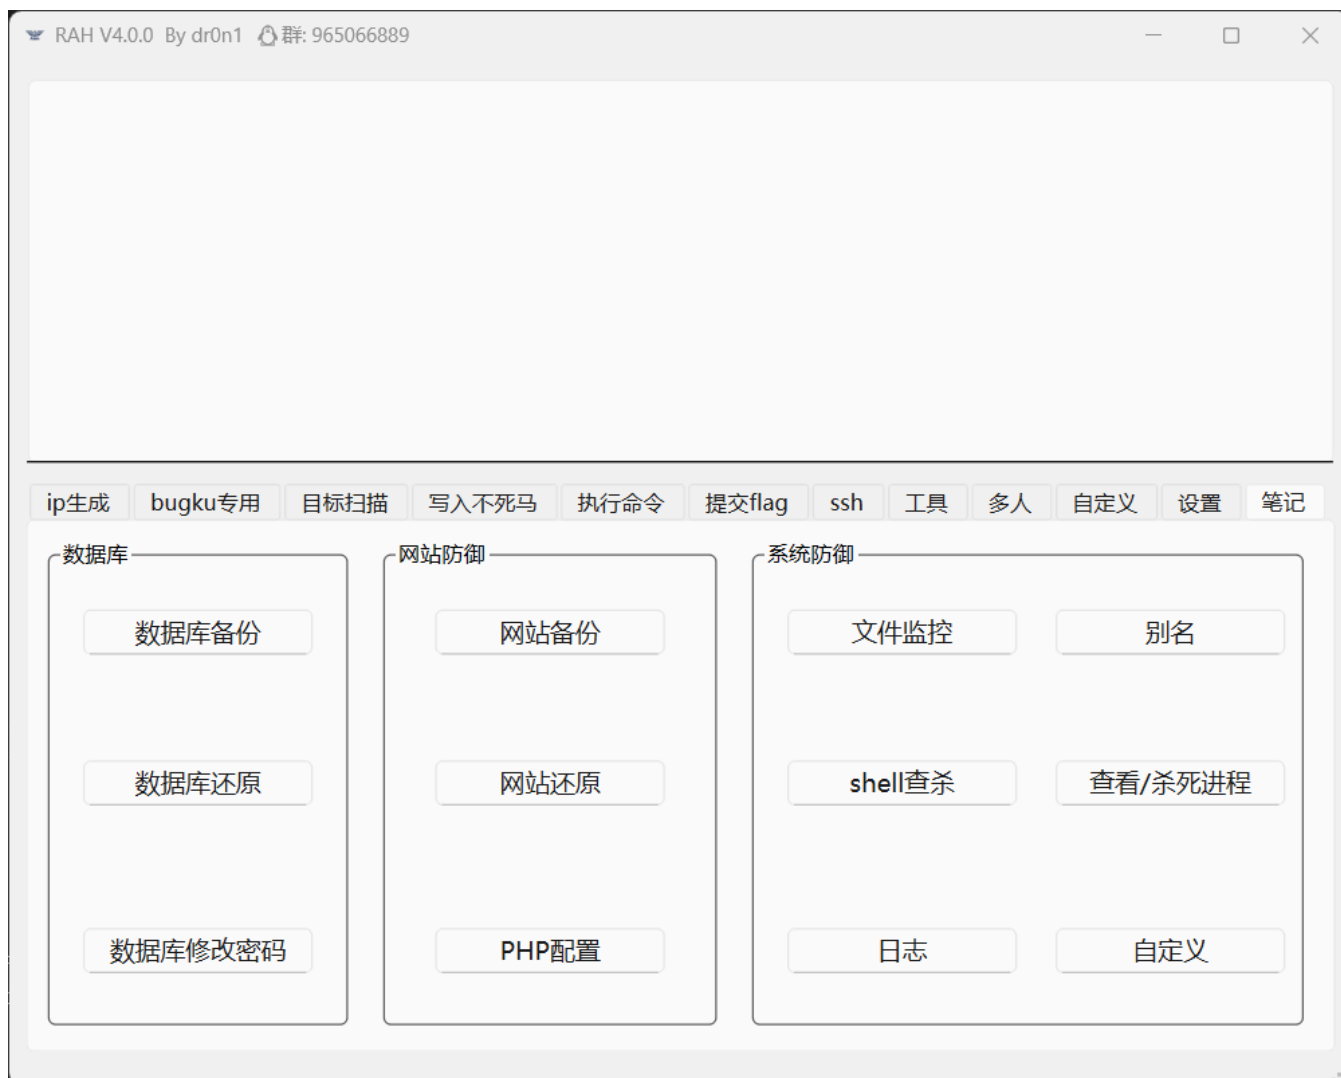 RAH V4.0.0 By dr0n1 群: 965066889
ip生成 bugku专用 目标扫描 写入不死马 执行命令 提交flag ssh 工具 多人 自定义 设置 笔记
数据库 网站防御 系统防御
数据库备份 网站备份 文件监控 别名
数据库还原 网站还原 shell查杀 查看/杀死进程
数据库修改密码 PHP配置 日志 自定义